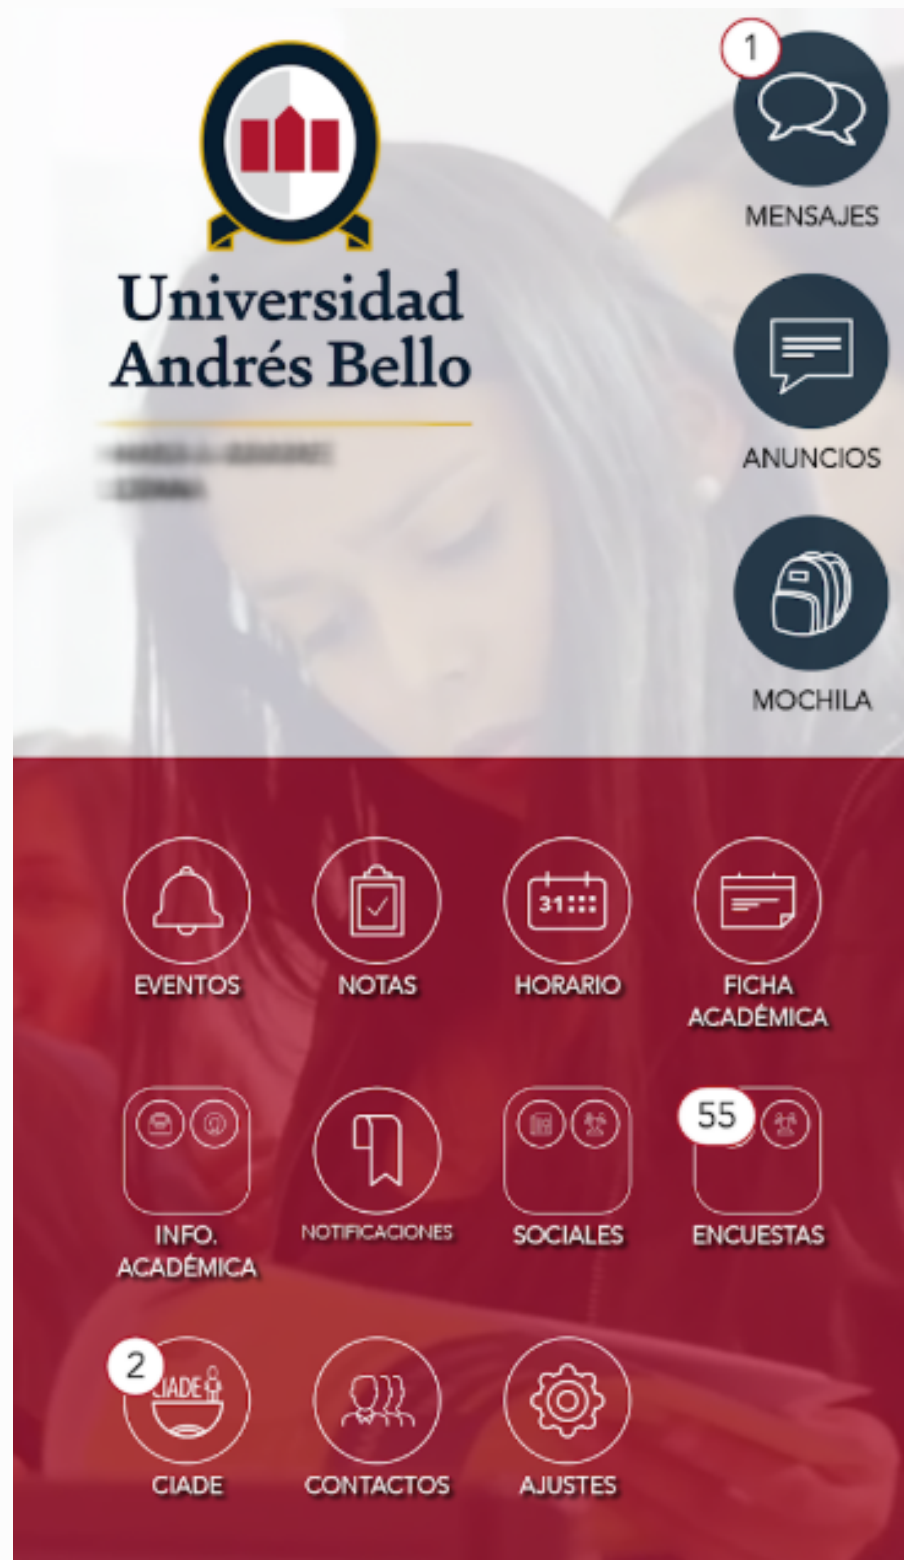 1
MENSAJES
Universidad
Andrés Bello
ANUNCIOS
MOCHILA
31
EVENTOS
NOTAS
HORARIO
FICHA
ACADÉMICA
55
INFO.
ACADÉMICA
NOTIFICACIONES
SOCIALES
ENCUESTAS
2
CIADE
CIADE
CONTACTOS
AJUSTES